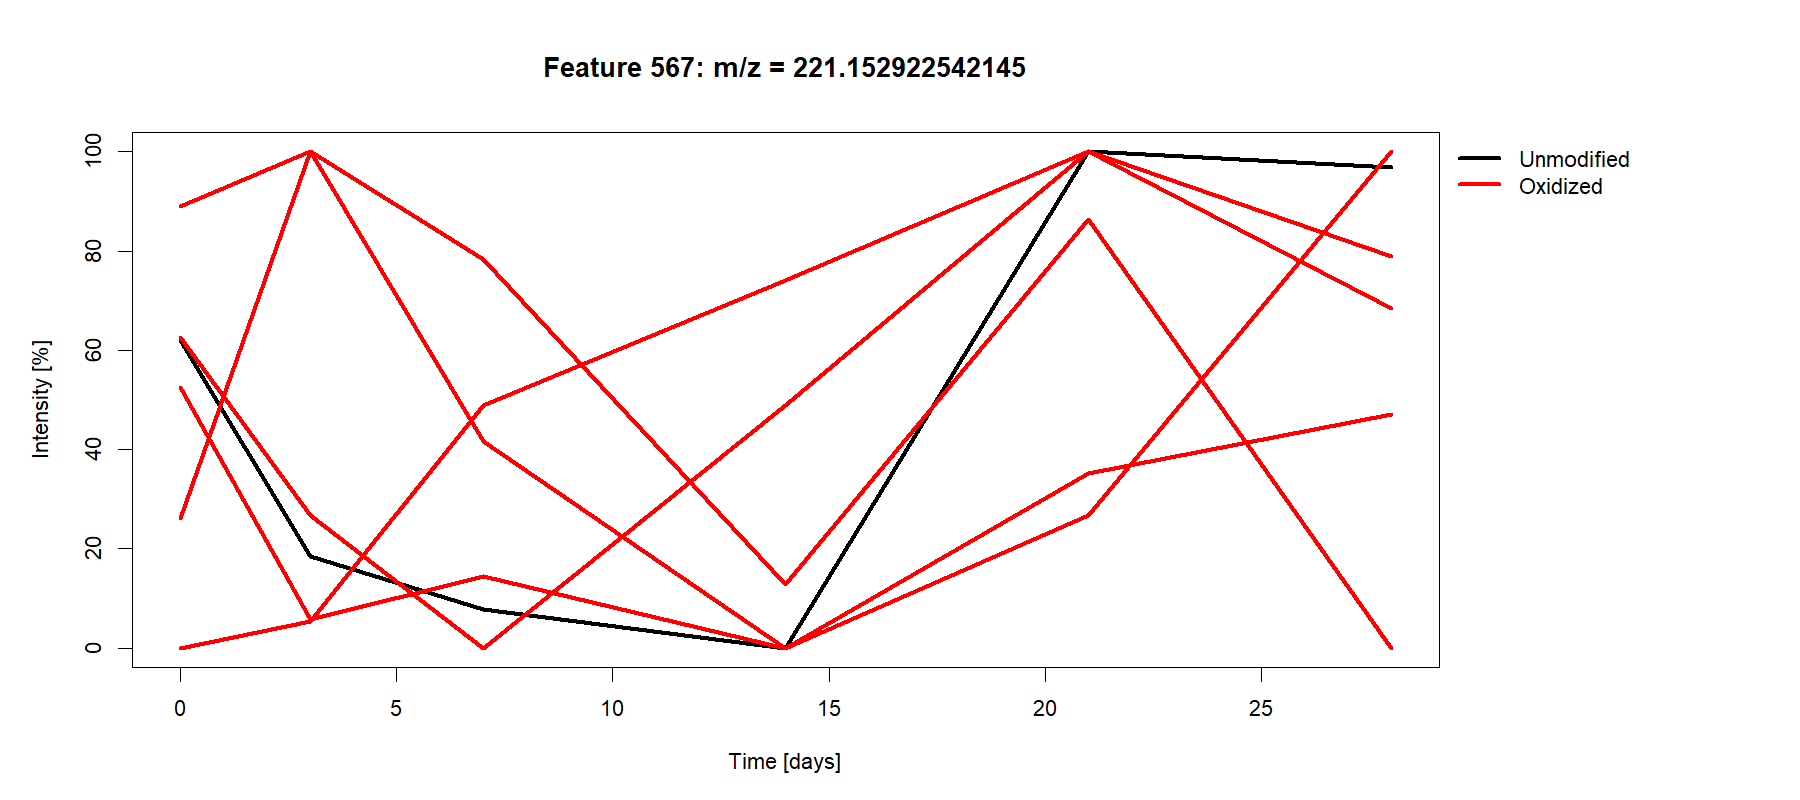 Feature 567: m/z = 221.152922542145
Unmodified
Oxidized
Intensity [%]
100
80
60
40
20
0
0 5 10 15 20 25
Time [days]